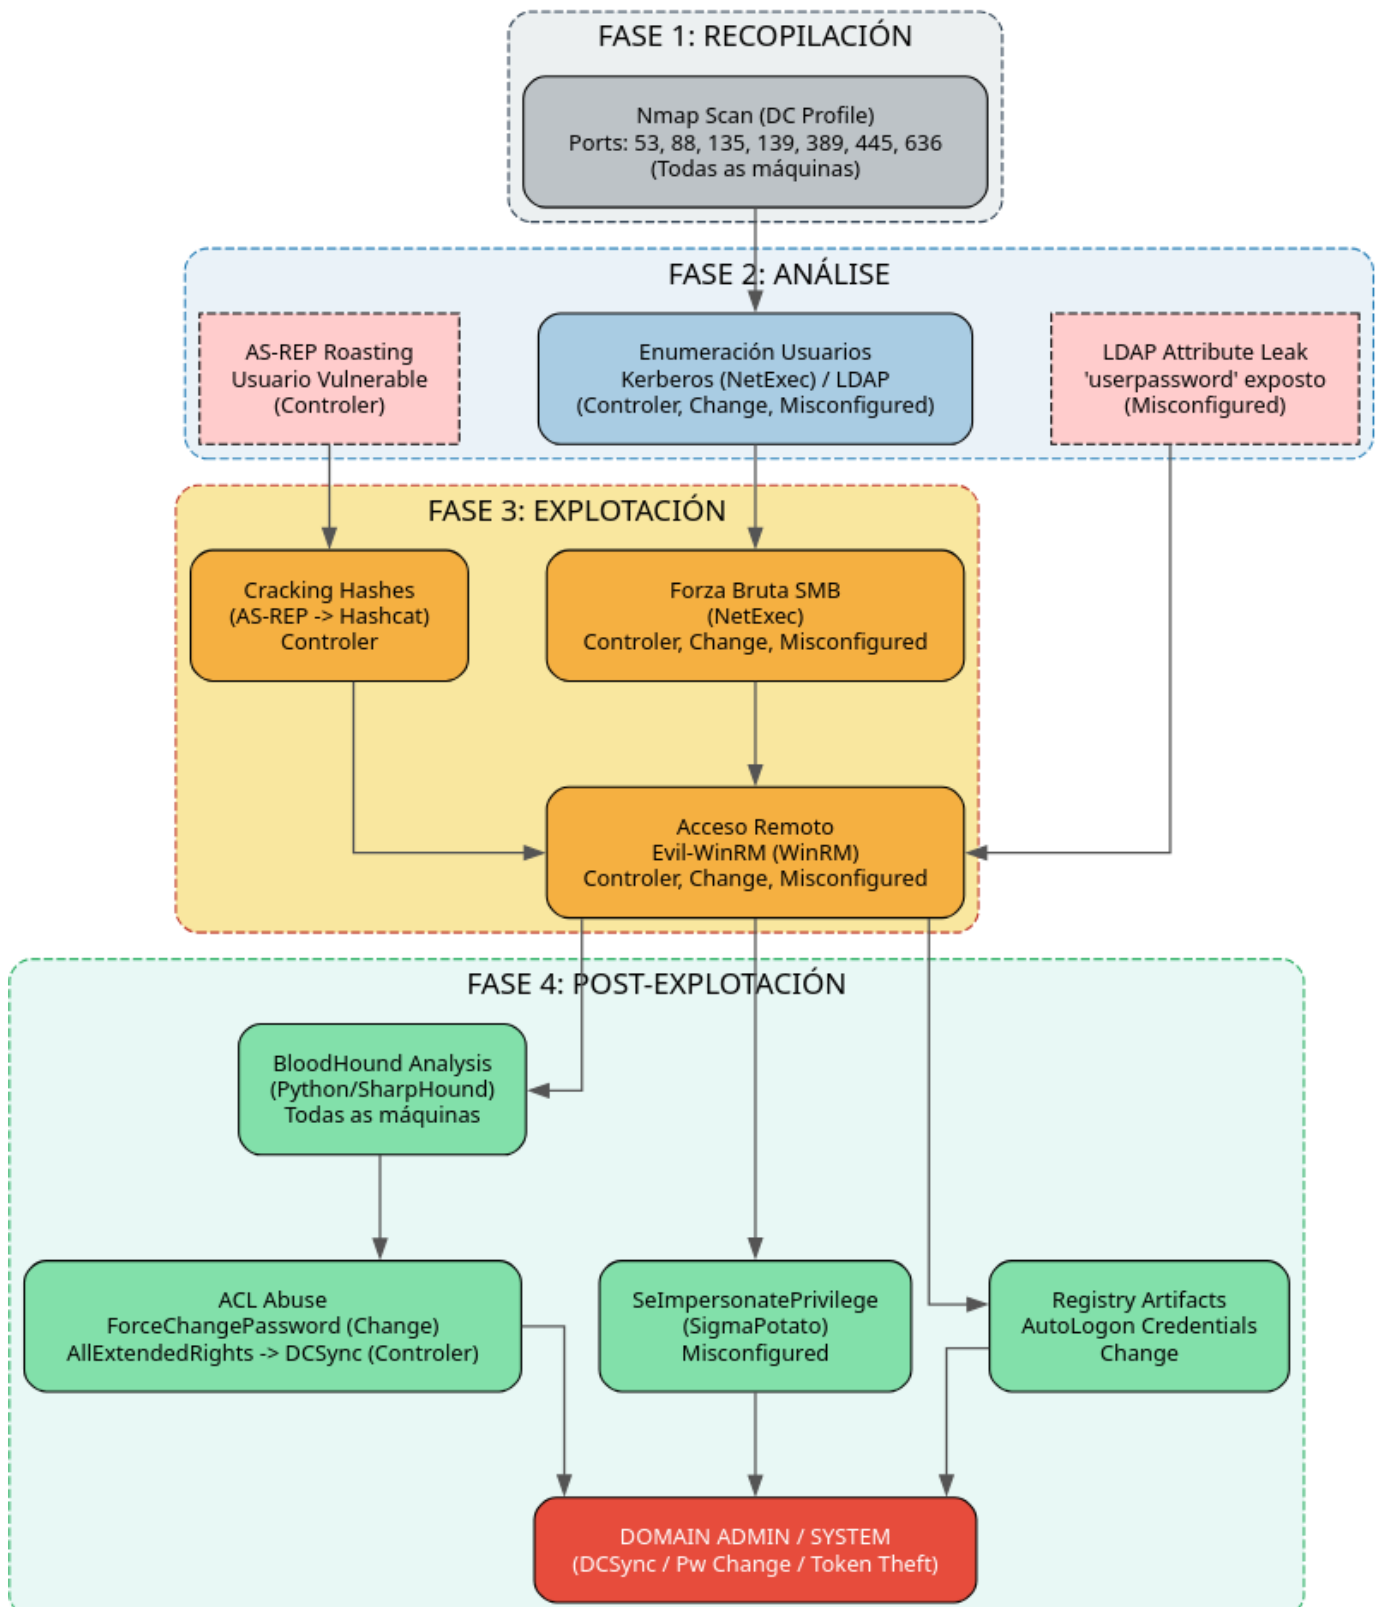 FASE 1: RECOPILACIÓN
Nmap Scan (DC Profile)
Ports: 53, 88, 135, 139, 389, 445, 636
(Todas as máquinas)
FASE 2: ANÁLISE
AS-REP Roasting
Usuario Vulnerable
(Controler)
Enumeración Usuarios
Kerberos (NetExec) / LDAP
(Controler, Change, Misconfigured)
LDAP Attribute Leak
'userpassword' exposto
(Misconfigured)
FASE 3: EXPLOTACIÓN
Cracking Hashes
(AS-REP -> Hashcat)
Controler
Forza Bruta SMB
(NetExec)
Controler, Change, Misconfigured
Acceso Remoto
Evil-WinRM (WinRM)
Controler, Change, Misconfigured
FASE 4: POST-EXPLOTACIÓN
BloodHound Analysis
(Python/SharpHound)
Todas as máquinas
ACL Abuse
ForceChangePassword (Change)
AllExtendedRights -> DCSync (Controler)
SeImpersonatePrivilege
(SigmaPotato)
Misconfigured
Registry Artifacts
AutoLogon Credentials
Change
DOMAIN ADMIN / SYSTEM
(DCSync / Pw Change / Token Theft)